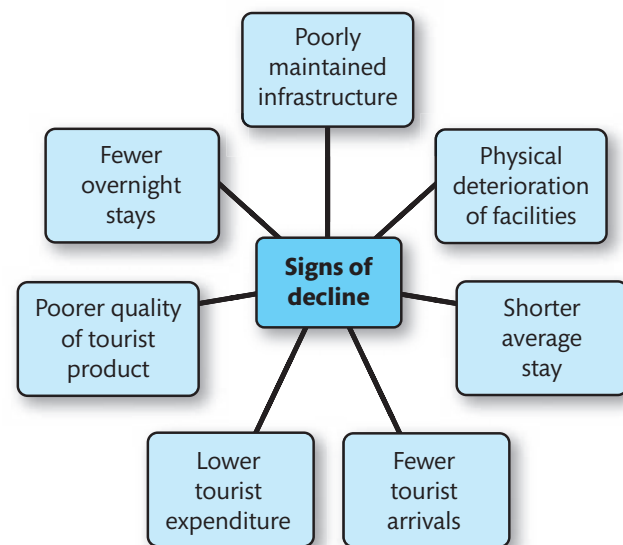 Poorly
maintained
infrastructure
Fewer
overnight
stays
Physical
deterioration
of facilities
Signs of
decline
Poorer quality
of tourist
product
Shorter
average
stay
Lower
tourist
expenditure
Fewer
tourist
arrivals